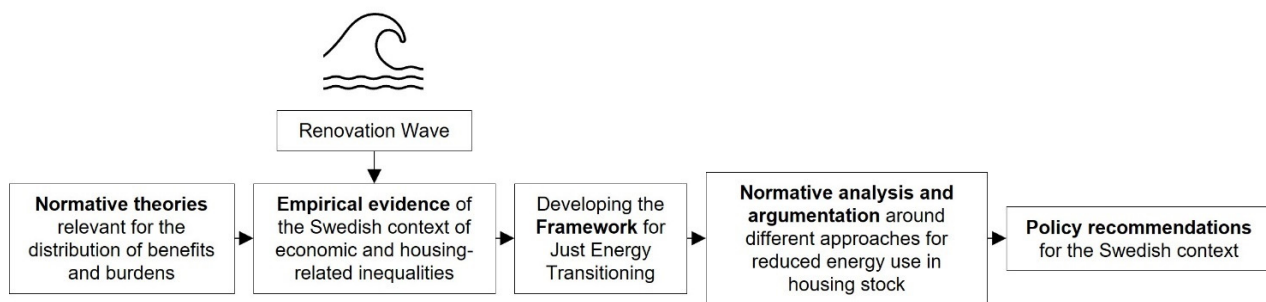 Renovation Wave
Normative theories
relevant for the
distribution of benefits
and burdens
Empirical evidence of
the Swedish context of
economic and housing-
related inequalities
Developing the
Framework for
Just Energy
Transitioning
Normative analysis and
argumentation around
different approaches for
reduced energy use in
housing stock
Policy recommendations
for the Swedish context